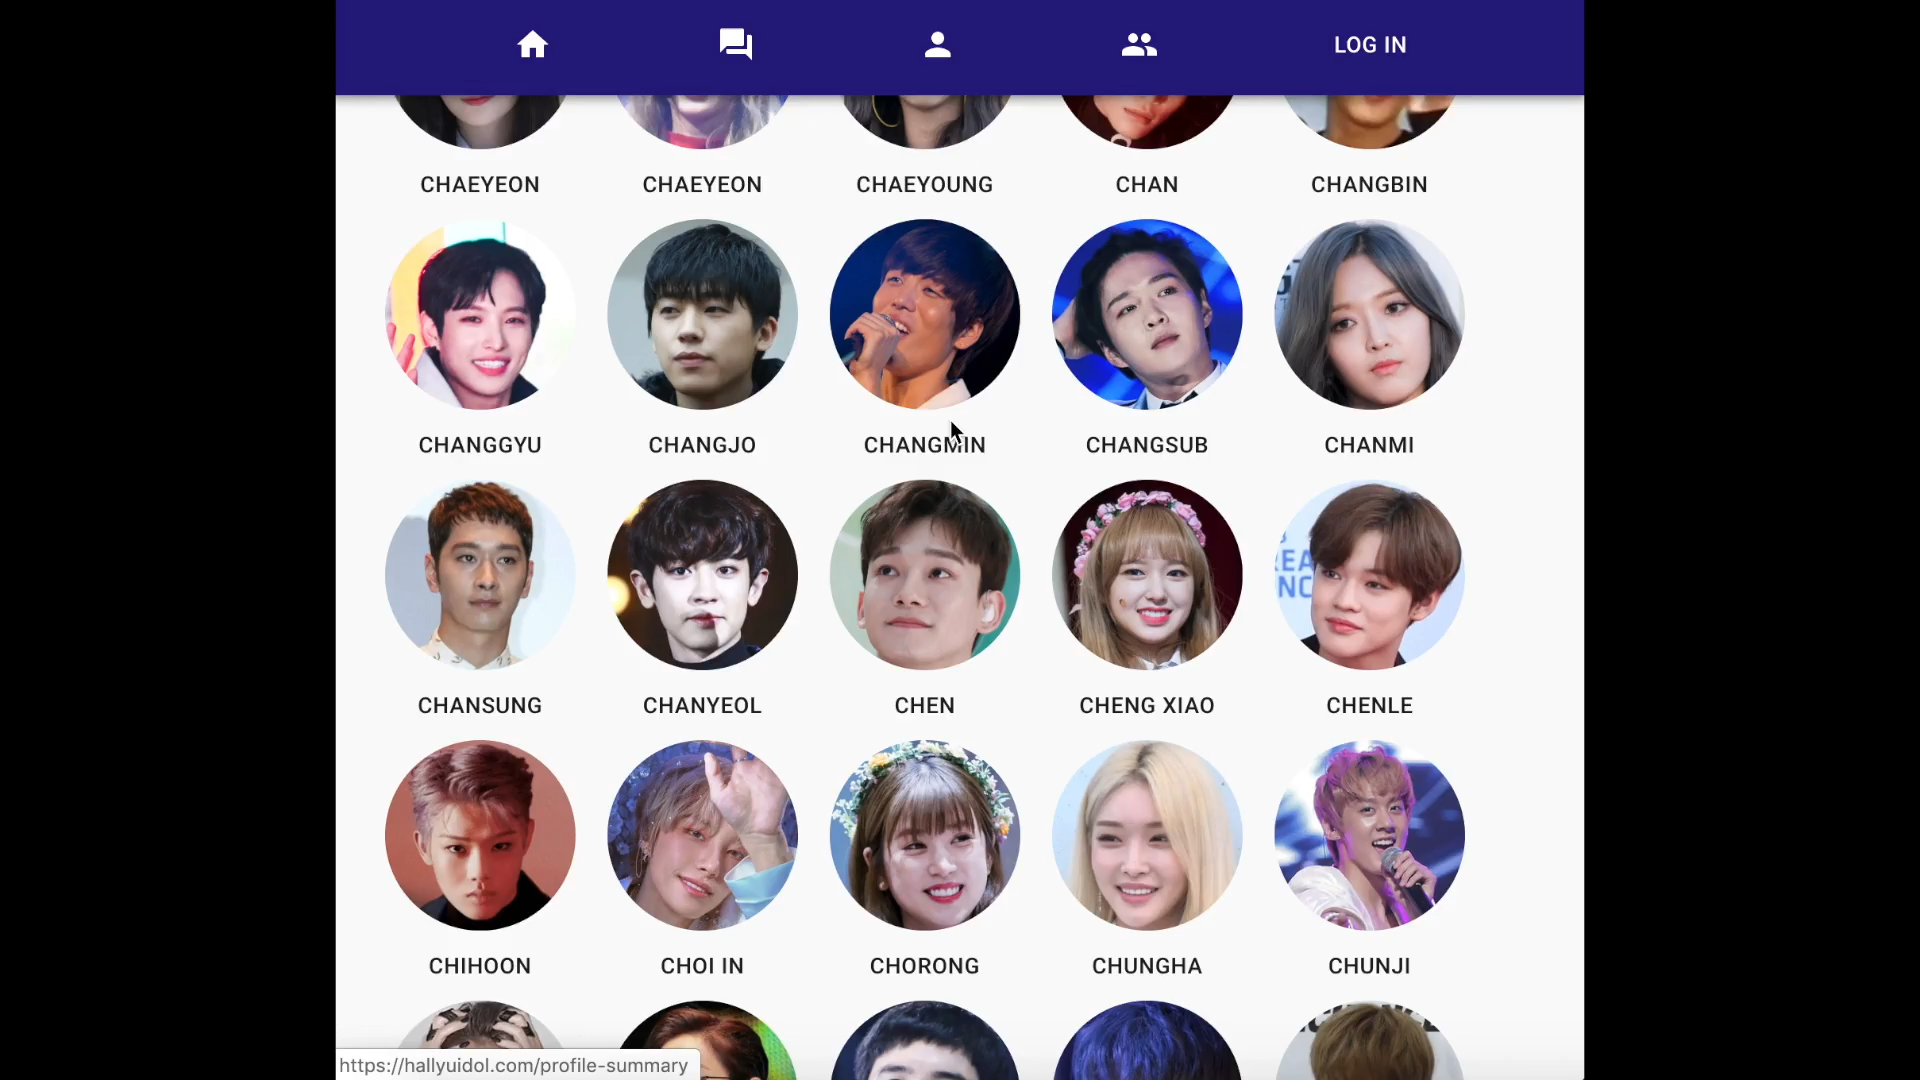 LOG IN
CHAEYEON
CHAEYEON
CHAEYOUNG
CHAN
CHANGBIN
CHANGGYU
CHANGJO
CHANGMIN
CHANGSUB
CHANMI
CHANSUNG
CHANYEOL
CHEN
CHENG XIAO
CHENLE
CHIHOON
CHOI IN
CHORONG
CHUNGHA
CHUNJI
https://hallyuidol.com/profile-summary